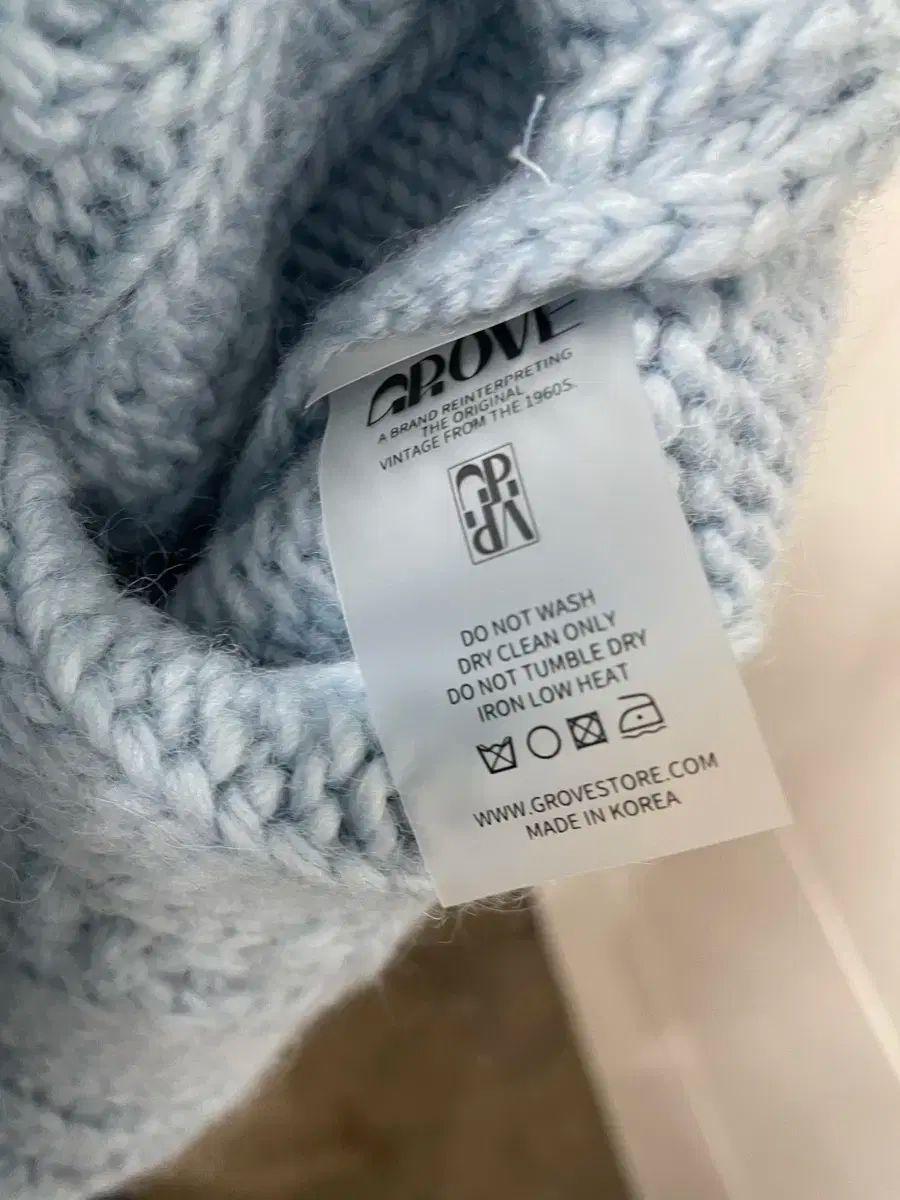 GROVE
A BRAND REINTERPRETING
THE ORIGINAL
VINTAGE FROM THE 1960S.
DO NOT WASH
DRY CLEAN ONLY
DO NOT TUMBLE DRY
IRON LOW HEAT
WWW.GROVESTORE.COM
MADE IN KOREA